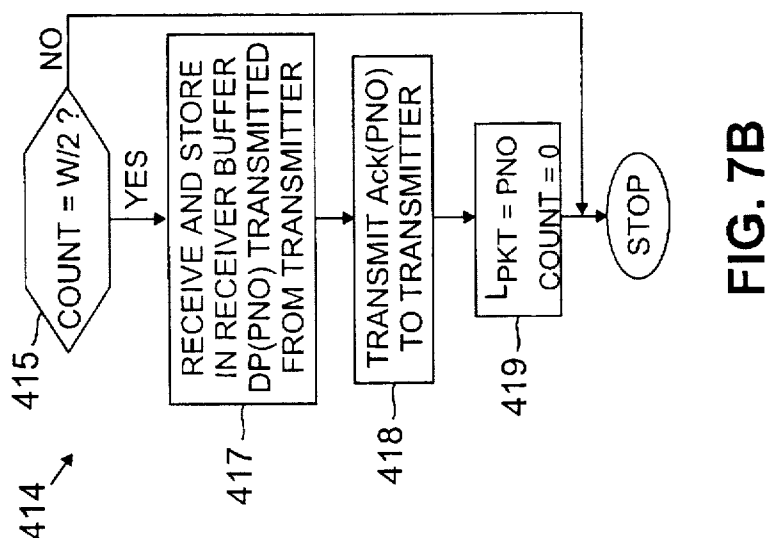 414
415
COUNT = W/2 ?
NO
YES
RECEIVE AND STORE
IN RECEIVER BUFFER
DP(PNO) TRANSMITTED
FROM TRANSMITTER
417
TRANSMIT Ack(PNO)
TO TRANSMITTER
418
LPKT = PNO
COUNT = 0
419
STOP
FIG. 7B